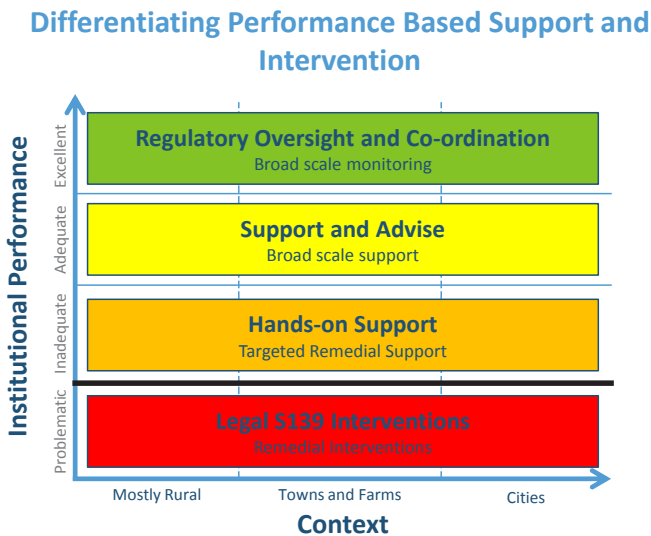 Differentiating Performance Based Support and
Intervention
Institutional Performance
Excellent
Regulatory Oversight and Co-ordination
Broad scale monitoring
Adequate
Support and Advise
Broad scale support
Inadequate
Hands-on Support
Targeted Remedial Support
Problematic
Legal S139 Interventions
Remedial Interventions
Mostly Rural
Towns and Farms
Cities
Context